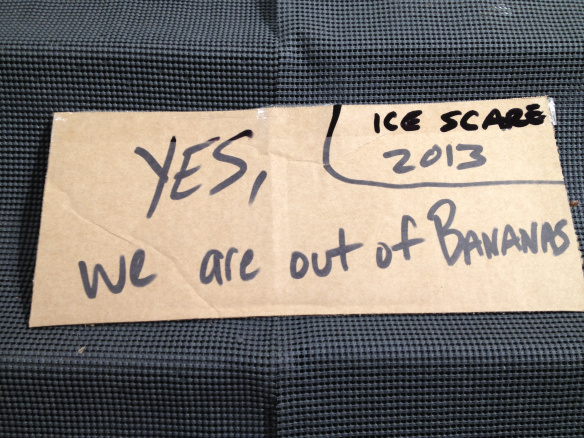 ICE SCARE
2013
YES,
we are out of BANANAS